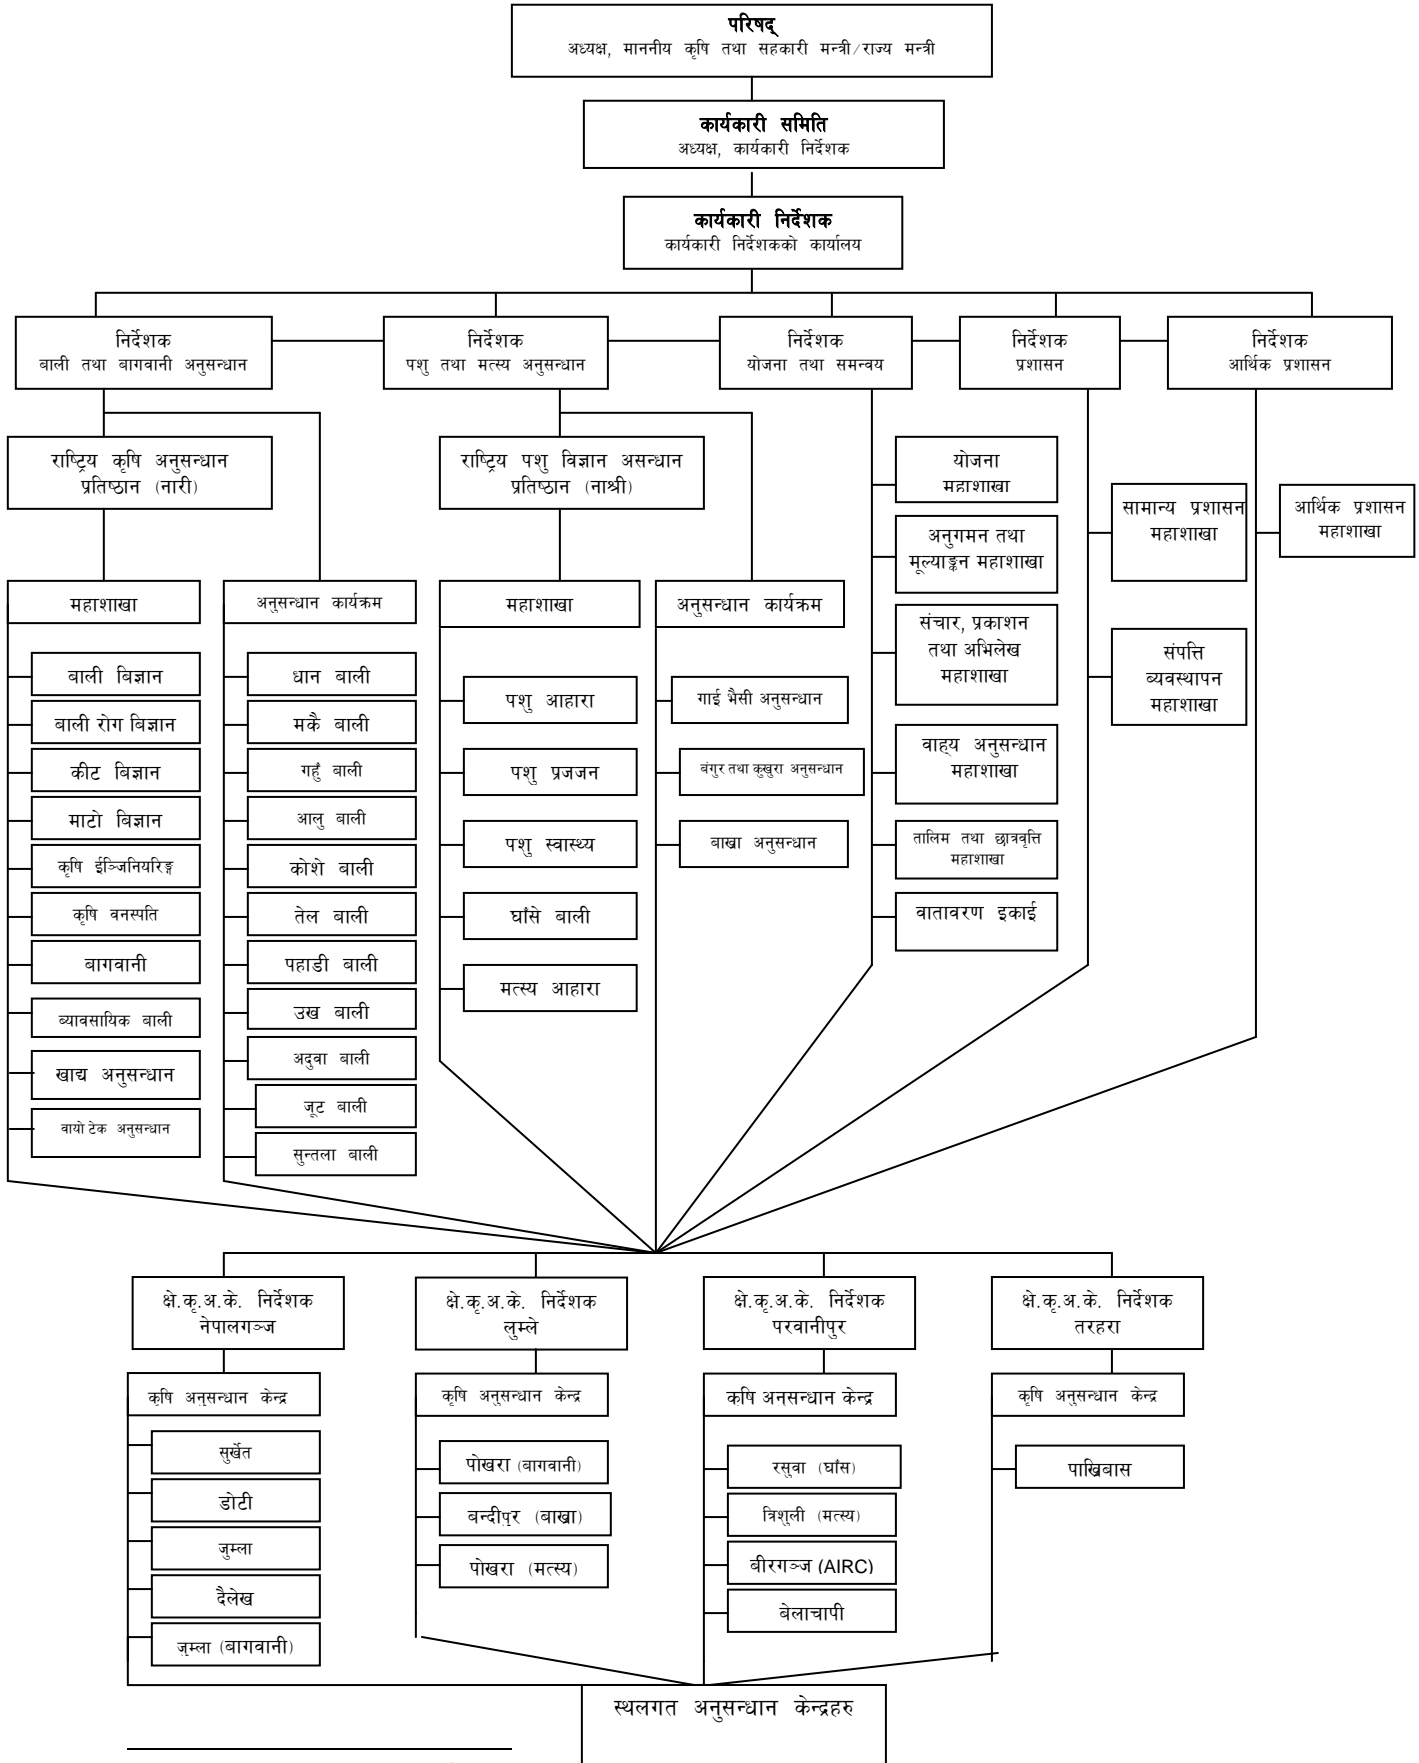 परिषद्
अध्यक्ष, माननीय कृषि तथा सहकारी मन्त्री/राज्य मन्त्री
कार्यकारी समिति
अध्यक्ष, कार्यकारी निर्देशक
कार्यकारी निर्देशक
कार्यकारी निर्देशकको कार्यालय
निर्देशक
बाली तथा बागवानी अनुसन्धान
निर्देशक
पशु तथा मत्स्य अनुसन्धान
निर्देशक
योजना तथा समन्वय
निर्देशक
प्रशासन
निर्देशक
आर्थिक प्रशासन
राष्ट्रिय कृषि अनुसन्धान
प्रतिष्ठान (नारी)
राष्ट्रिय पशु विज्ञान असन्धान
प्रतिष्ठान (नाश्री)
योजना
महाशाखा
अनुगमन तथा
मूल्याङ्कन महाशाखा
संचार, प्रकाशन
तथा अभिलेख
महाशाखा
वाह्य अनुसन्धान
महाशाखा
तालिम तथा छात्रवृत्ति
महाशाखा
वातावरण इकाई
सामान्य प्रशासन
महाशाखा
संपत्ति
ब्यवस्थापन
महाशाखा
आर्थिक प्रशासन
महाशाखा
महाशाखा
बाली बिज्ञान
बाली रोग बिज्ञान
कीट बिज्ञान
माटो बिज्ञान
कृषि ईञ्जिनियरिङ्ग
कृषि वनस्पति
बागवानी
ब्यावसायिक बाली
खाद्य अनुसन्धान
वायो टेक अनुसन्धान
अनुसन्धान कार्यक्रम
धान बाली
मकै बाली
गहुँ बाली
आलु बाली
कोशे बाली
तेल बाली
पहाडी बाली
उख बाली
अदुवा बाली
जूट बाली
सुन्तला बाली
महाशाखा
पशु आहारा
पशु प्रजजन
पशु स्वास्थ्य
घाँसे बाली
मत्स्य आहारा
अनुसन्धान कार्यक्रम
गाई भैसी अनुसन्धान
बंगुर तथा कुखुरा अनुसन्धान
बाख्रा अनुसन्धान
क्षे.कृ.अ.के. निर्देशक
नेपालगञ्ज
क्षे.कृ.अ.के. निर्देशक
लुम्ले
क्षे.कृ.अ.के. निर्देशक
परवानीपुर
क्षे.कृ.अ.के. निर्देशक
तरहरा
कृषि अनुसन्धान केन्द्र
सुर्खेत
डोटी
जुम्ला
दैलेख
जुम्ला (बागवानी)
कृषि अनुसन्धान केन्द्र
पोखरा (बागवानी)
बन्दीपुर (बाख्रा)
पोखरा (मत्स्य)
कृषि अनुसन्धान केन्द्र
रसुवा (घाँस)
त्रिशुली (मत्स्य)
बीरगञ्ज (AIRC)
बेलाचापी
कृषि अनुसन्धान केन्द्र
पाख्रिबास
स्थलगत अनुसन्धान केन्द्रहरु